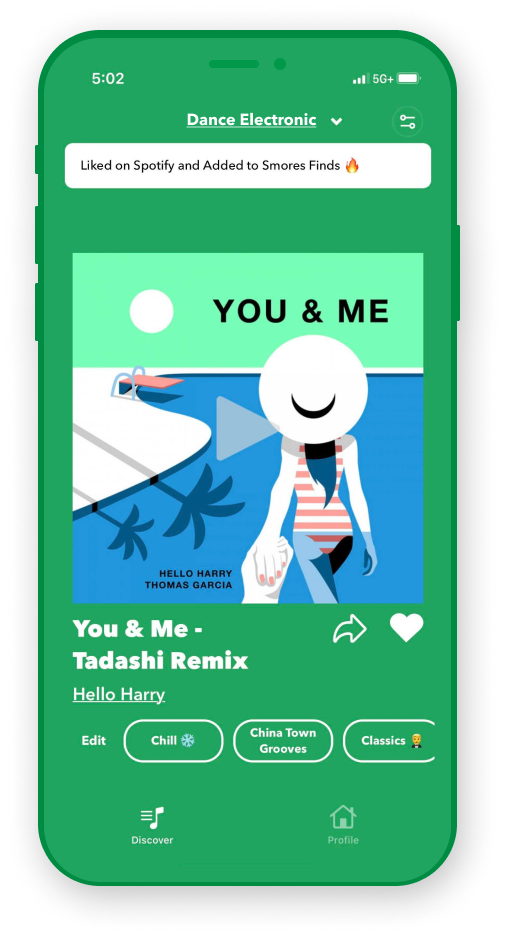 5:02
5G+
Dance Electronic
Liked on Spotify and Added to Smores Finds 🔥
YOU & ME
HELLO HARRY
THOMAS GARCIA
You & Me -
Tadashi Remix
Hello Harry
Edit
Chill ❄️
China Town
Grooves
Classics 🤵
Discover
Profile